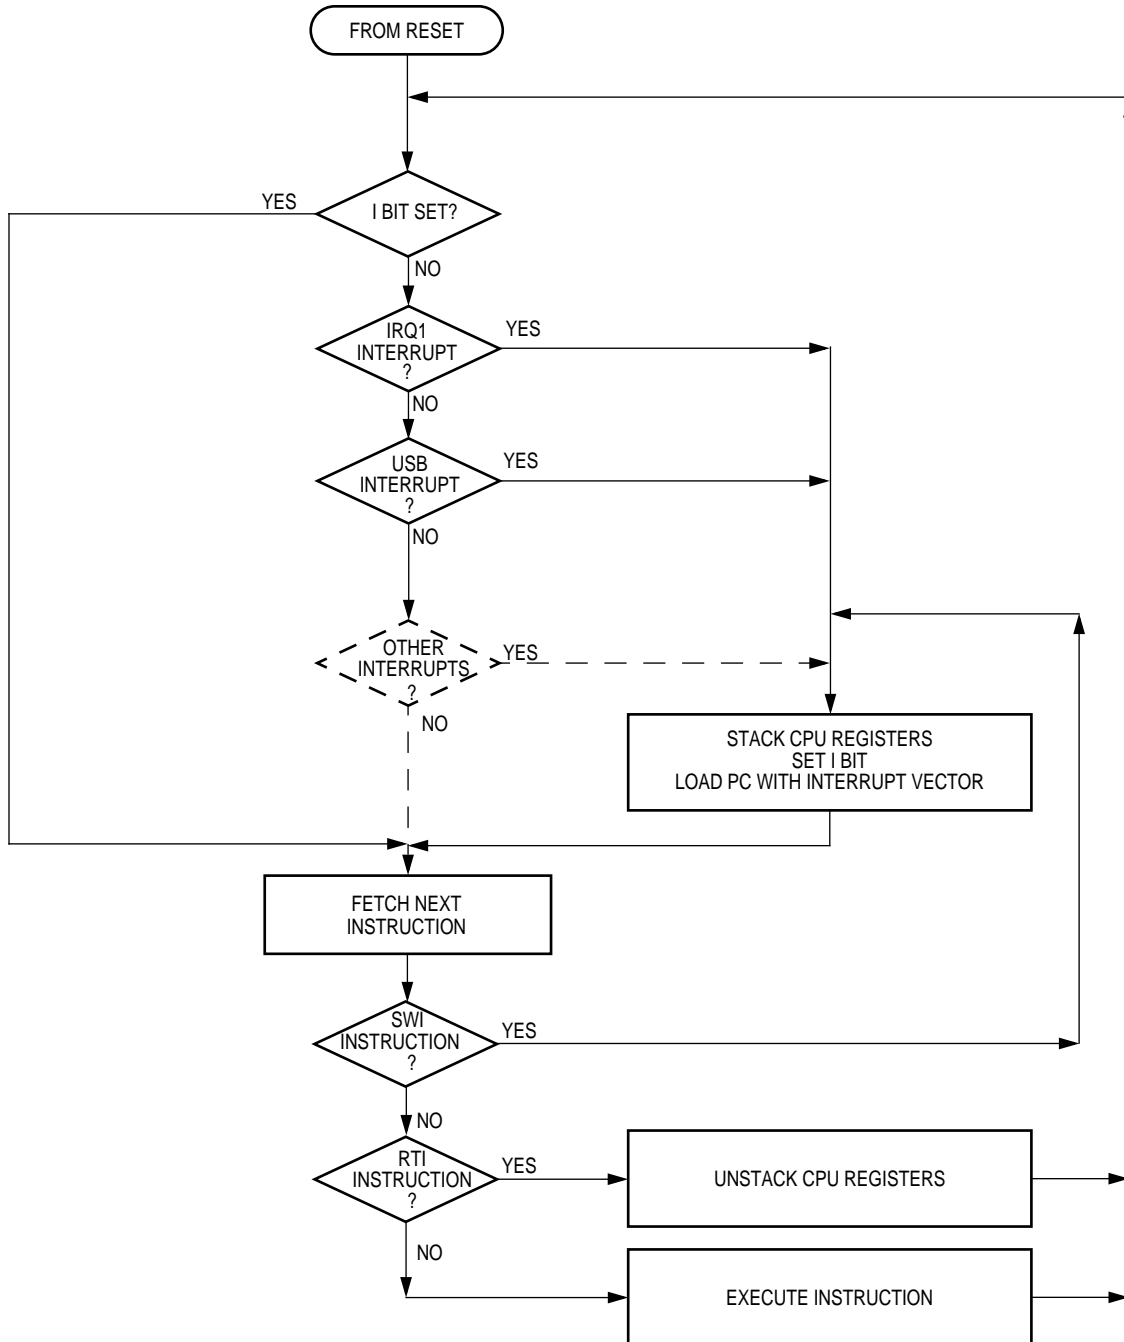 FROM RESET
YES
I BIT SET?
NO
IRQ1
INTERRUPT
?
YES
NO
USB
INTERRUPT
?
YES
NO
OTHER
INTERRUPTS
?
YES
NO
STACK CPU REGISTERS
SET I BIT
LOAD PC WITH INTERRUPT VECTOR
FETCH NEXT
INSTRUCTION
SWI
INSTRUCTION
?
YES
NO
RTI
INSTRUCTION
?
YES
UNSTACK CPU REGISTERS
NO
EXECUTE INSTRUCTION